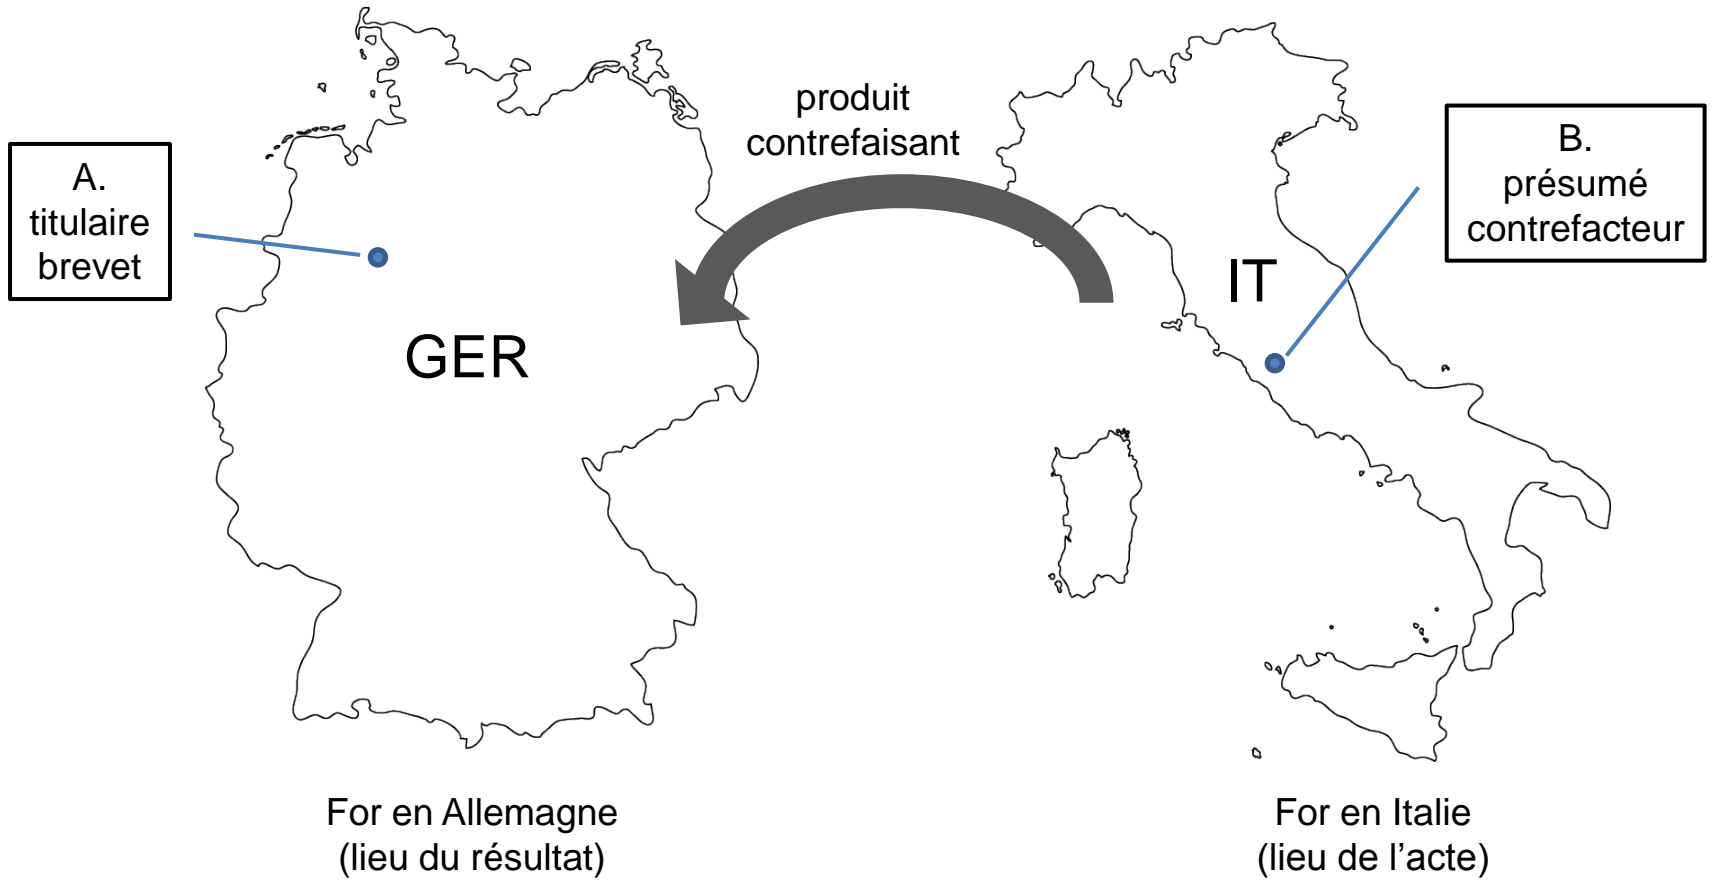 produit
contrefaisant
A.
titulaire
brevet
B.
présumé
contrefacteur
IT
GER
For en Allemagne
(lieu du résultat)
For en Italie
(lieu de l’acte)